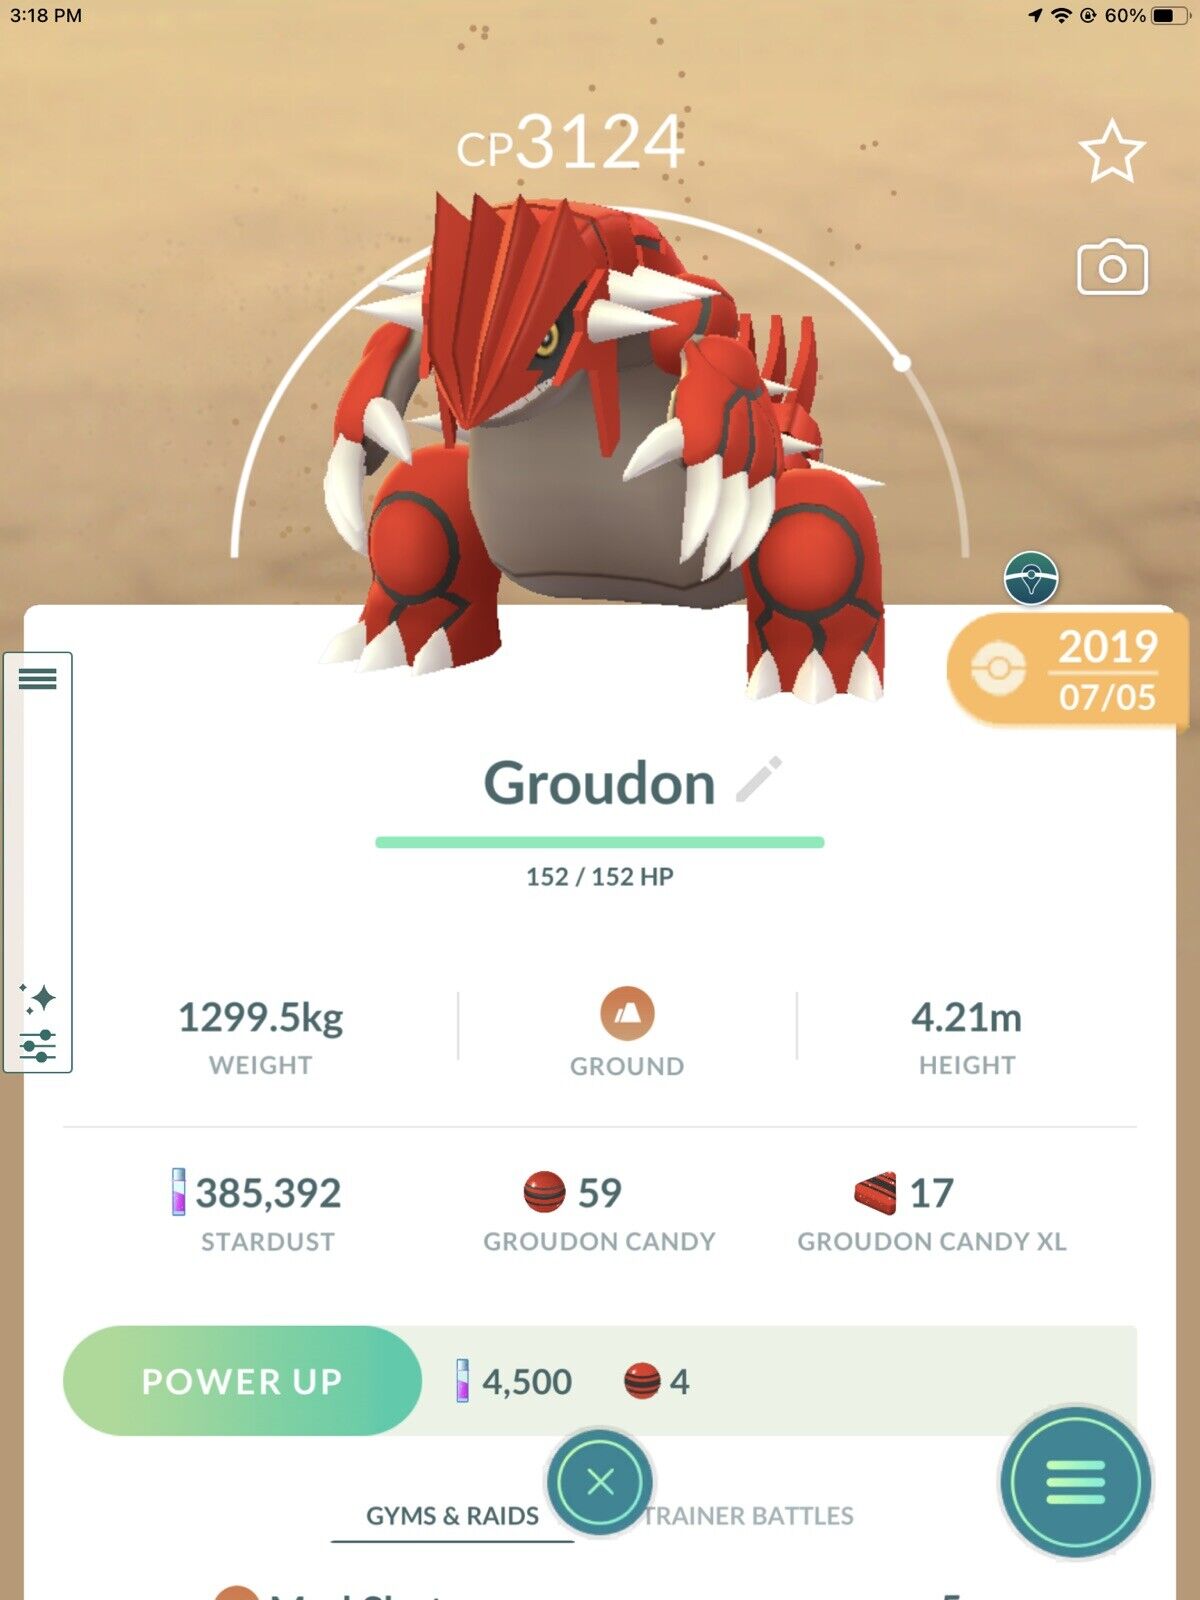 3:18 PM
60%
CP3124
2019
07/05
Groudon
152 / 152 HP
1299.5kg
WEIGHT
GROUND
4.21m
HEIGHT
385,392
STARDUST
59
GROUDON CANDY
17
GROUDON CANDY XL
POWER UP
4,500
4
GYMS & RAIDS
TRAINER BATTLES